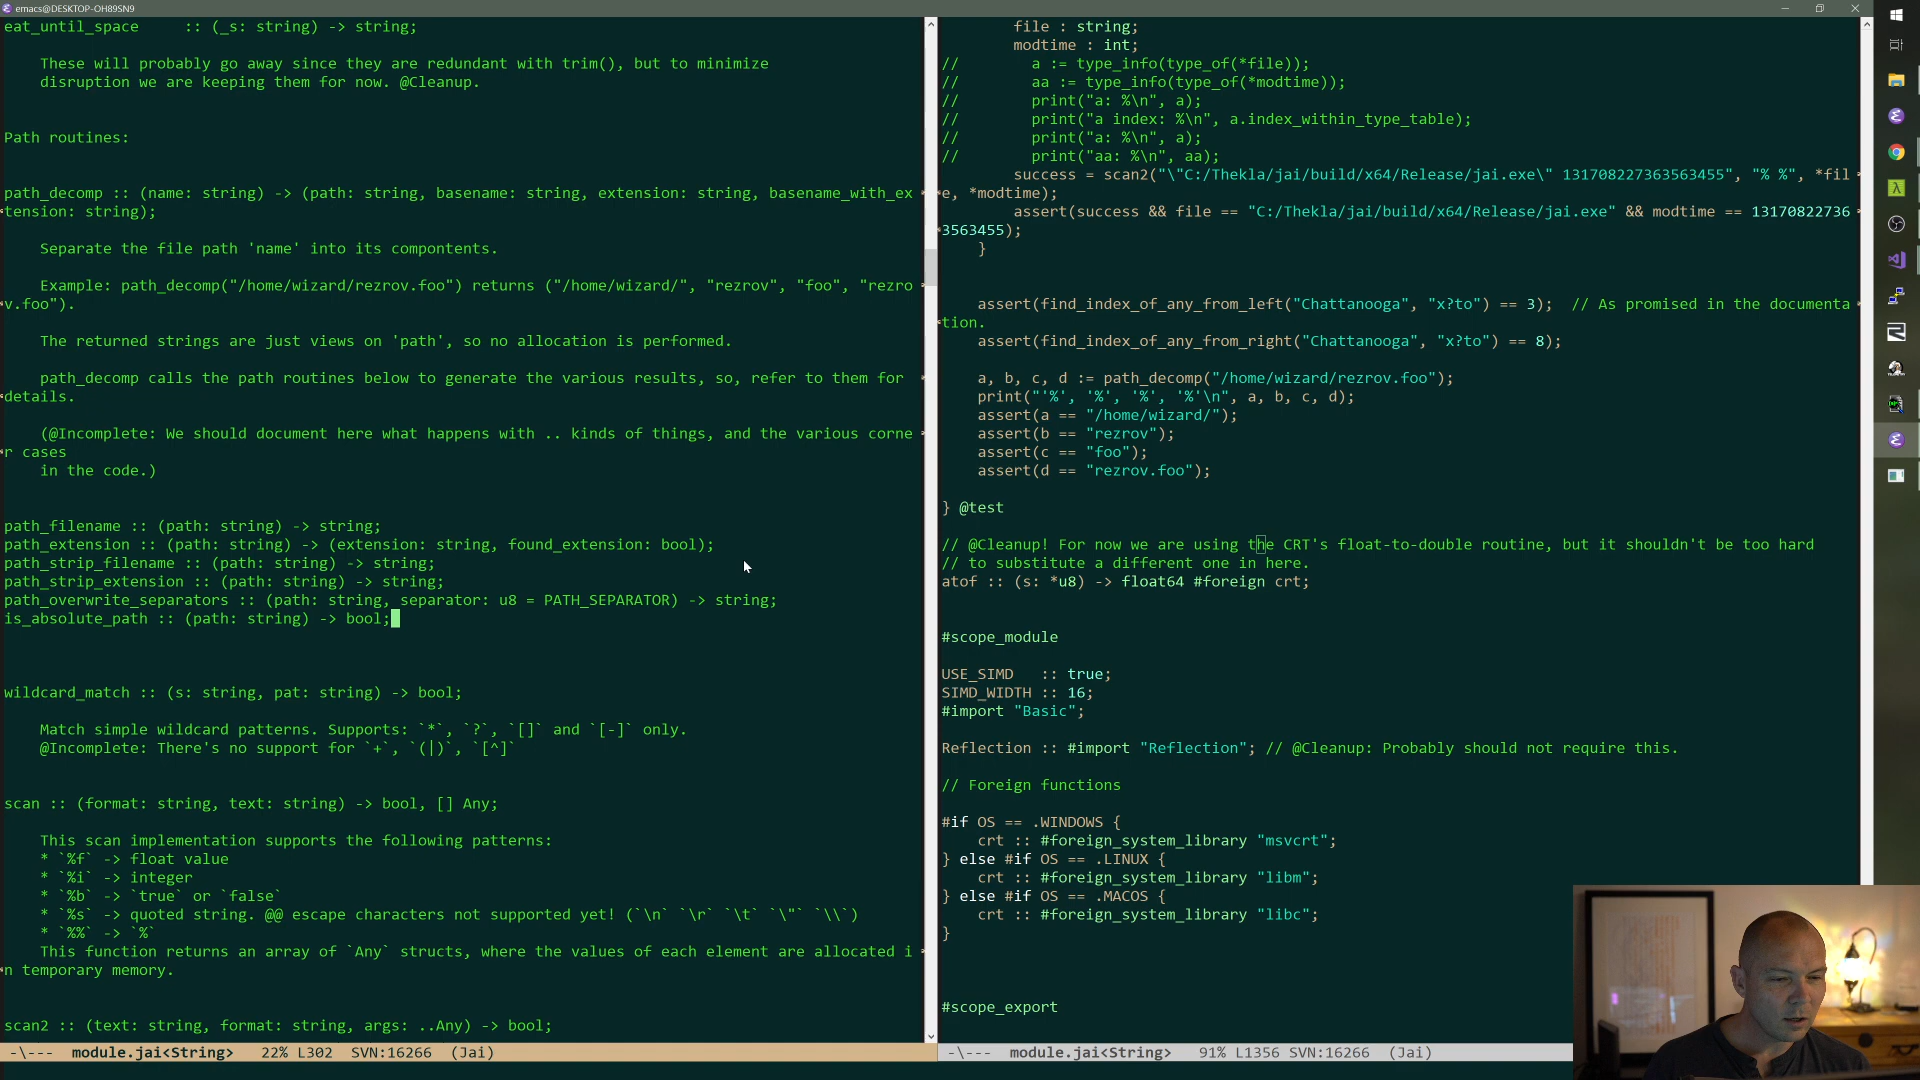 emacs@DESKTOP-OH89SN9
eat_until_space     :: (_s: string) -> string;
    These will probably go away since they are redundant with trim(), but to minimize
    disruption we are keeping them for now. @Cleanup.
Path routines:
path_decomp :: (name: string) -> (path: string, basename: string, extension: string, basename_with_ex
tension: string);
    Separate the file path 'name' into its compontents.
    Example: path_decomp("/home/wizard/rezrov.foo") returns ("/home/wizard/", "rezrov", "foo", "rezro
v.foo").
    The returned strings are just views on 'path', so no allocation is performed.
    path_decomp calls the path routines below to generate the various results, so, refer to them for
details.
    (@Incomplete: We should document here what happens with .. kinds of things, and the various corne
r cases
    in the code.)
path_filename :: (path: string) -> string;
path_extension :: (path: string) -> (extension: string, found_extension: bool);
path_strip_filename :: (path: string) -> string;
path_strip_extension :: (path: string) -> string;
path_overwrite_separators :: (path: string, separator: u8 = PATH_SEPARATOR) -> string;
is_absolute_path :: (path: string) -> bool;
wildcard_match :: (s: string, pat: string) -> bool;
    Match simple wildcard patterns. Supports: `*`, `?`, `[]` and `[-]` only.
    @Incomplete: There's no support for `+`, `(|)`, `[^]`
scan :: (format: string, text: string) -> bool, [] Any;
    This scan implementation supports the following patterns:
    * `%f` -> float value
    * `%i` -> integer
    * `%b` -> `true` or `false`
    * `%s` -> quoted string. @@ escape characters not supported yet! (`\n` `\r` `\t` `\"` `\\`)
    * `%%` -> `%`
    This function returns an array of `Any` structs, where the values of each element are allocated i
n temporary memory.
scan2 :: (text: string, format: string, args: ..Any) -> bool;
-\---  module.jai<String>   22% L302  SVN:16266  (Jai)
        file : string;
        modtime : int;
//        a := type_info(type_of(*file));
//        aa := type_info(type_of(*modtime));
//        print("a: %\n", a);
//        print("a index: %\n", a.index_within_type_table);
//        print("a: %\n", a);
//        print("aa: %\n", aa);
        success = scan2("\"C:/Thekla/jai/build/x64/Release/jai.exe\" 131708227363563455", "% %", *fil
e, *modtime);
        assert(success && file == "C:/Thekla/jai/build/x64/Release/jai.exe" && modtime == 13170822736
3563455);
    }
    assert(find_index_of_any_from_left("Chattanooga", "x?to") == 3);  // As promised in the documenta
tion.
    assert(find_index_of_any_from_right("Chattanooga", "x?to") == 8);
    a, b, c, d := path_decomp("/home/wizard/rezrov.foo");
    print("'%', '%', '%', '%'\n", a, b, c, d);
    assert(a == "/home/wizard/");
    assert(b == "rezrov");
    assert(c == "foo");
    assert(d == "rezrov.foo");
} @test
// @Cleanup! For now we are using the CRT's float-to-double routine, but it shouldn't be too hard
// to substitute a different one in here.
atof :: (s: *u8) -> float64 #foreign crt;
#scope_module
USE_SIMD   :: true;
SIMD_WIDTH :: 16;
#import "Basic";
Reflection :: #import "Reflection"; // @Cleanup: Probably should not require this.
// Foreign functions
#if OS == .WINDOWS {
    crt :: #foreign_system_library "msvcrt";
} else #if OS == .LINUX {
    crt :: #foreign_system_library "libm";
} else #if OS == .MACOS {
    crt :: #foreign_system_library "libc";
}
#scope_export
-\---  module.jai<String>   91% L1356 SVN:16266  (Jai)